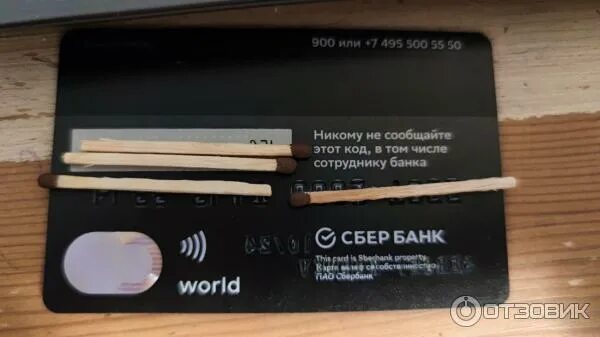 900 или +7 495 500 55 50
Никому не сообщайте
этот код, в том числе
сотруднику банка
СБЕР БАНК
This card is Sberbank property
ПАО Сбербанк
world
ОТЗОВИК